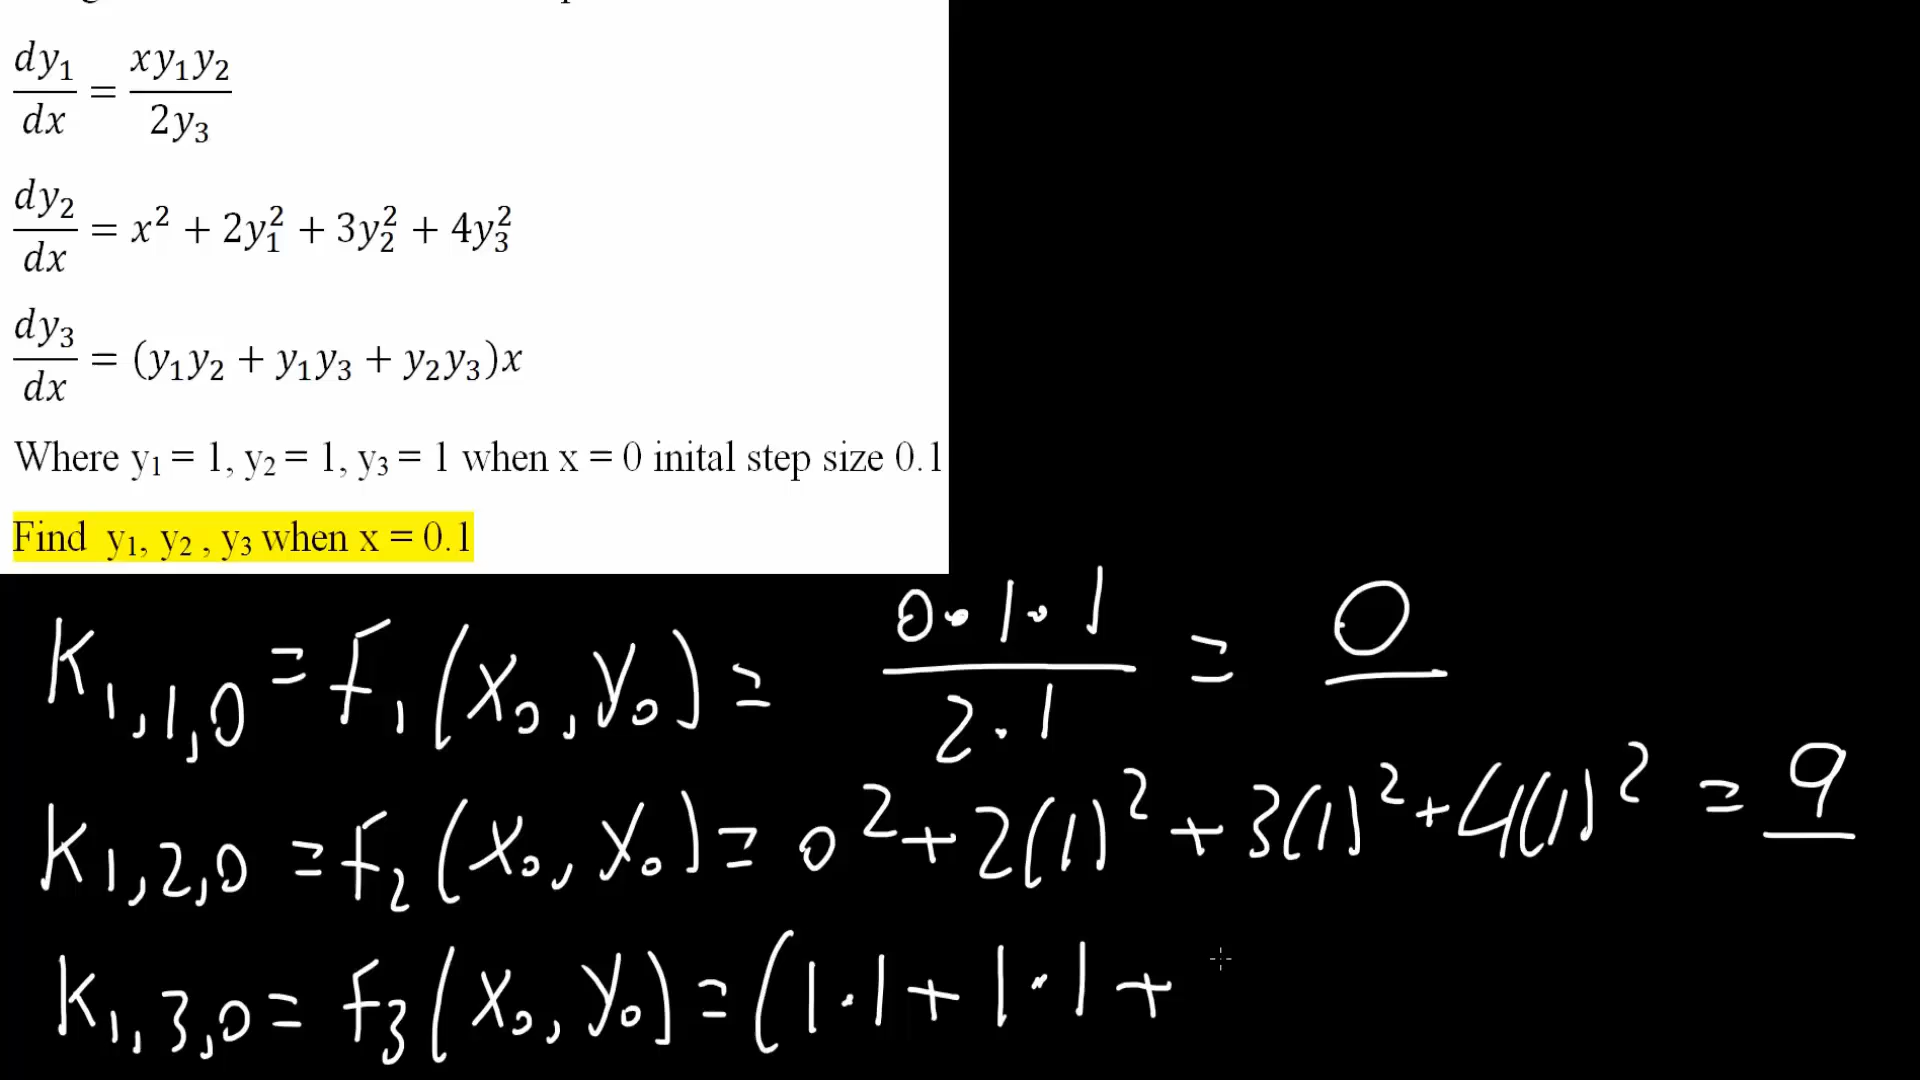 dy₁/dx = xy₁y₂/2y₃
dy₂/dx = x² + 2y₁² + 3y₂² + 4y₃²
dy₃/dx = (y₁y₂ + y₁y₃ + y₂y₃)x
Where y₁ = 1, y₂ = 1, y₃ = 1 when x = 0 inital step size 0.1
Find y₁, y₂ , y₃ when x = 0.1
K₁,₁,₀ = F₁(X₀, Y₀) = 0·1·1/2·1 = 0
K₁,₂,₀ = F₂(X₀, Y₀) = 0² + 2(1)² + 3(1)² + 4(1)² = 9
K₁,₃,₀ = F₃(X₀, Y₀) = (1·1 + 1·1 +